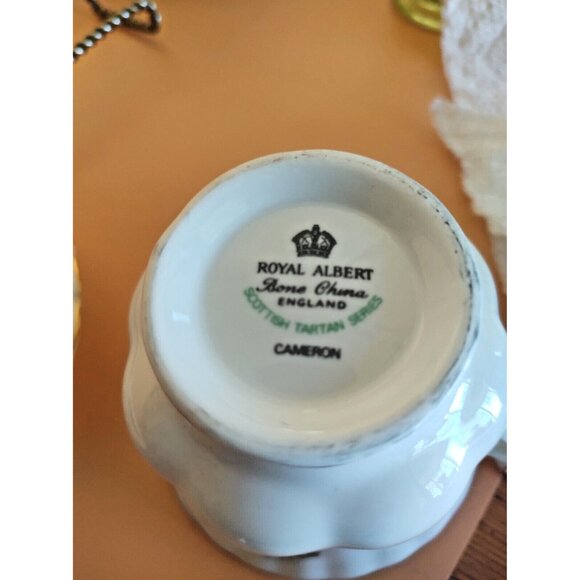 ROYAL ALBERT
Bone China
ENGLAND
SCOTTISH TARTAN SERIES
CAMERON